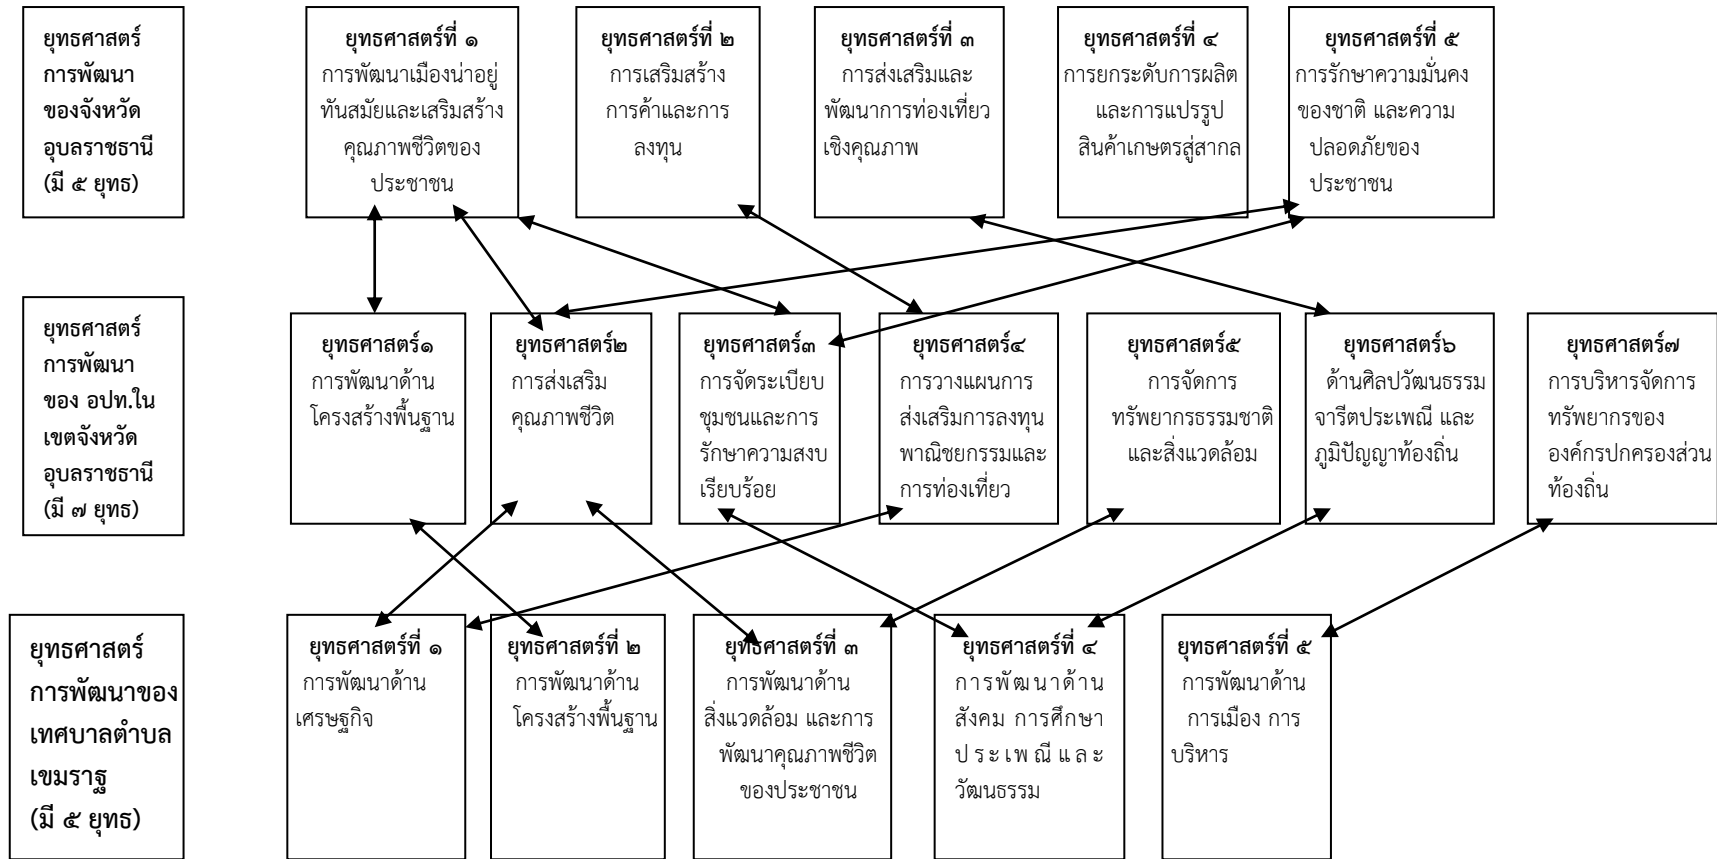 ยุทธศาสตร์
การพัฒนา
ของจังหวัด
อุบลราชธานี
(มี ๕ ยุทธ)
ยุทธศาสตร์ที่ ๑
การพัฒนาเมืองน่าอยู่
ทันสมัยและเสริมสร้าง
คุณภาพชีวิตของ
ประชาชน
ยุทธศาสตร์ที่ ๒
การเสริมสร้าง
การค้าและการ
ลงทุน
ยุทธศาสตร์ที่ ๓
การส่งเสริมและ
พัฒนาการท่องเที่ยว
เชิงคุณภาพ
ยุทธศาสตร์ที่ ๔
การยกระดับการผลิต
และการแปรรูป
สินค้าเกษตรสู่สากล
ยุทธศาสตร์ที่ ๕
การรักษาความมั่นคง
ของชาติ และความ
ปลอดภัยของ
ประชาชน
ยุทธศาสตร์
การพัฒนา
ของ อปท.ใน
เขตจังหวัด
อุบลราชธานี
(มี ๗ ยุทธ)
ยุทธศาสตร์๑
การพัฒนาด้าน
โครงสร้างพื้นฐาน
ยุทธศาสตร์๒
การส่งเสริม
คุณภาพชีวิต
ยุทธศาสตร์๓
การจัดระเบียบ
ชุมชนและการ
รักษาความสงบ
เรียบร้อย
ยุทธศาสตร์๔
การวางแผนการ
ส่งเสริมการลงทุน
พาณิชยกรรมและ
การท่องเที่ยว
ยุทธศาสตร์๕
การจัดการ
ทรัพยากรธรรมชาติ
และสิ่งแวดล้อม
ยุทธศาสตร์๖
ด้านศิลปวัฒนธรรม
จารีตประเพณี และ
ภูมิปัญญาท้องถิ่น
ยุทธศาสตร์๗
การบริหารจัดการ
ทรัพยากรของ
องค์กรปกครองส่วน
ท้องถิ่น
ยุทธศาสตร์
การพัฒนาของ
เทศบาลตำบล
เขมราฐ
(มี ๕ ยุทธ)
ยุทธศาสตร์ที่ ๑
การพัฒนาด้าน
เศรษฐกิจ
ยุทธศาสตร์ที่ ๒
การพัฒนาด้าน
โครงสร้างพื้นฐาน
ยุทธศาสตร์ที่ ๓
การพัฒนาด้าน
สิ่งแวดล้อม และการ
พัฒนาคุณภาพชีวิต
ของประชาชน
ยุทธศาสตร์ที่ ๔
การพัฒนาด้าน
สังคม การศึกษา
ประเพณีและ
วัฒนธรรม
ยุทธศาสตร์ที่ ๕
การพัฒนาด้าน
การเมือง การ
บริหาร